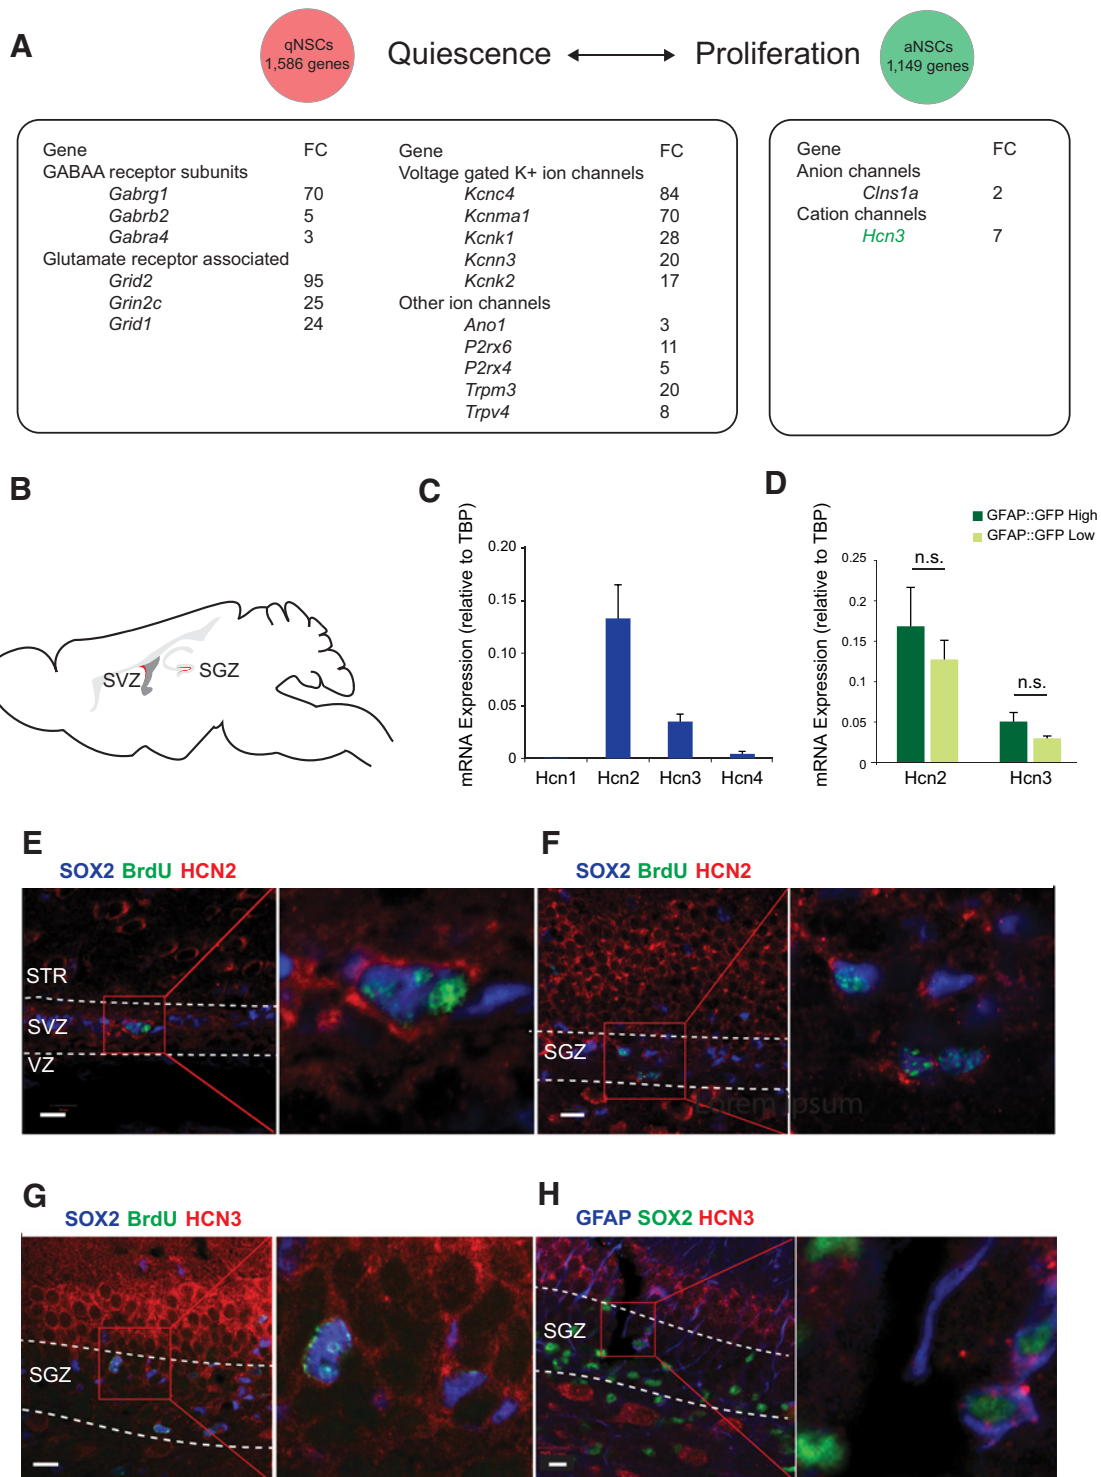 A
qNSCs
1,586 genes
Quiescence
Proliferation
aNSCs
1,149 genes
Gene FC
GABAA receptor subunits
Gabrg1 70
Gabrb2 5
Gabra4 3
Glutamate receptor associated
Grid2 95
Grin2c 25
Grid1 24
Gene FC
Voltage gated K+ ion channels
Kcnc4 84
Kcnma1 70
Kcnk1 28
Kcnn3 20
Kcnk2 17
Other ion channels
Ano1 3
P2rx6 11
P2rx4 5
Trpm3 20
Trpv4 8
Gene FC
Anion channels
Clns1a 2
Cation channels
Hcn3 7
B
SVZ
SGZ
C
mRNA Expression (relative to TBP)
0.20
0.15
0.10
0.05
0
Hcn1 Hcn2 Hcn3 Hcn4
D
mRNA Expression (relative to TBP)
GFAP::GFP High
GFAP::GFP Low
0.25
0.2
0.15
0.1
0.05
0
n.s.
n.s.
Hcn2 Hcn3
E
SOX2 BrdU HCN2
STR
SVZ
VZ
F
SOX2 BrdU HCN2
SGZ
Lorem ipsum
G
SOX2 BrdU HCN3
SGZ
H
GFAP SOX2 HCN3
SGZ